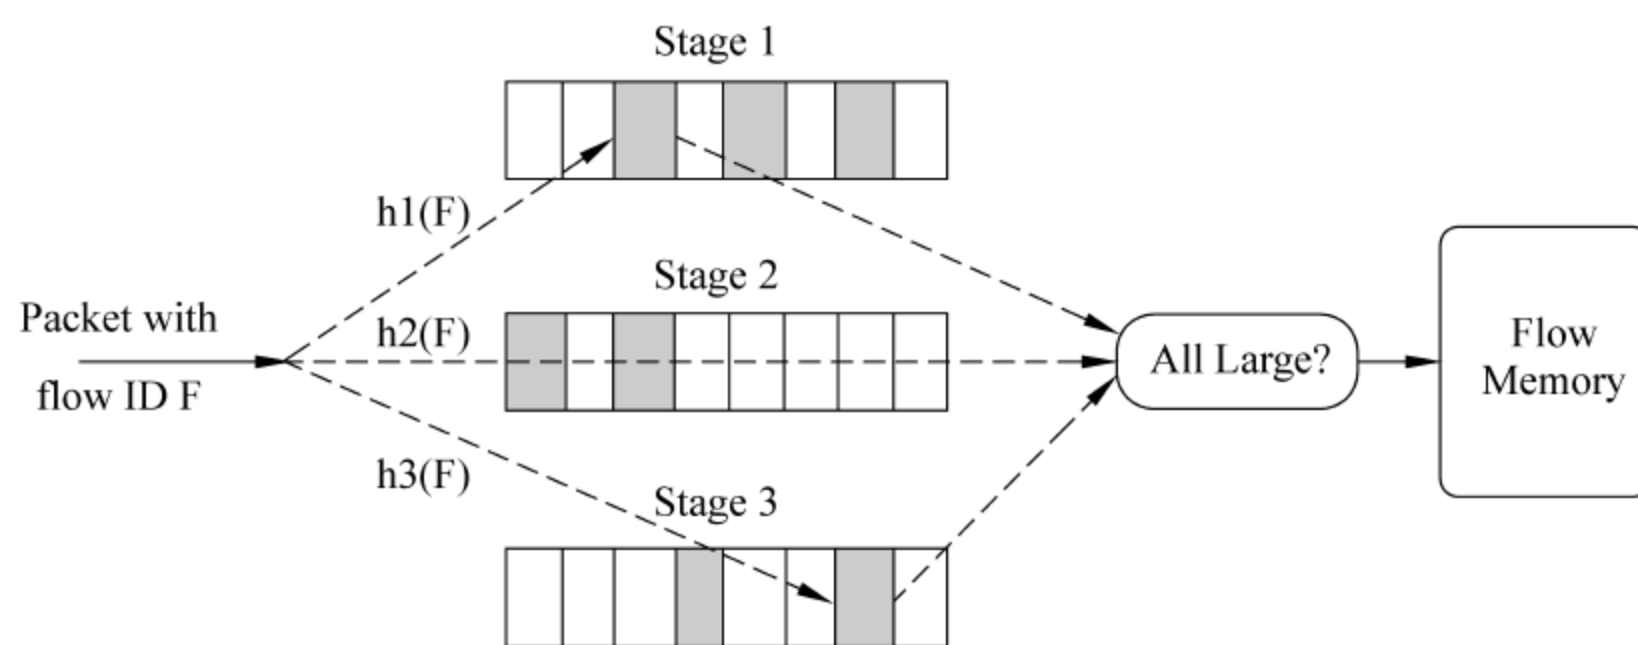 Stage 1
h1(F)
Stage 2
Packet with
flow ID F
h2(F)
All Large?
Flow
Memory
h3(F)
Stage 3